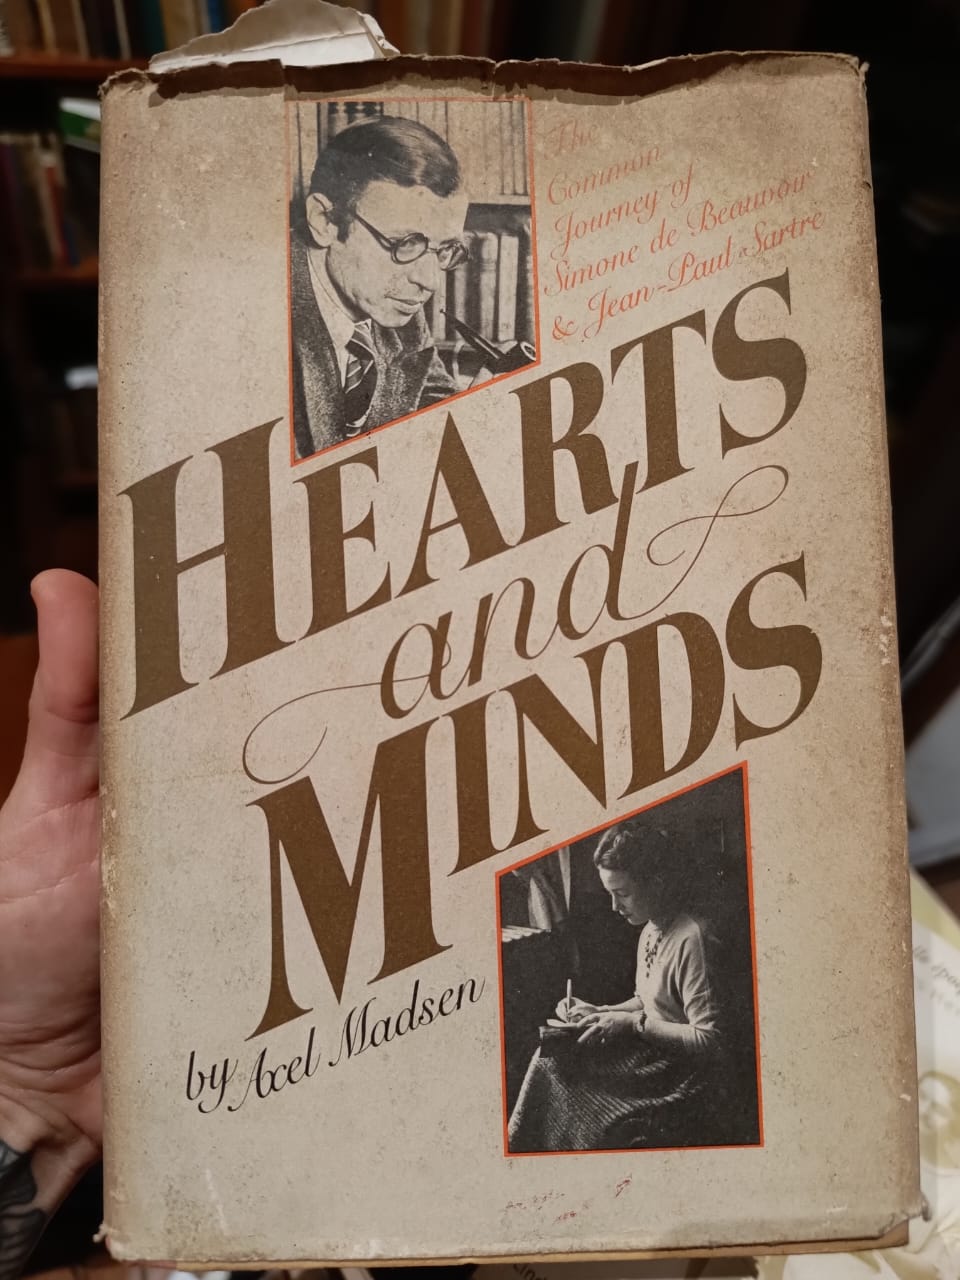 The
Common
Journey of
Simone de Beauvoir
& Jean-Paul Sartre
HEARTS
and
MINDS
by Axel Madsen